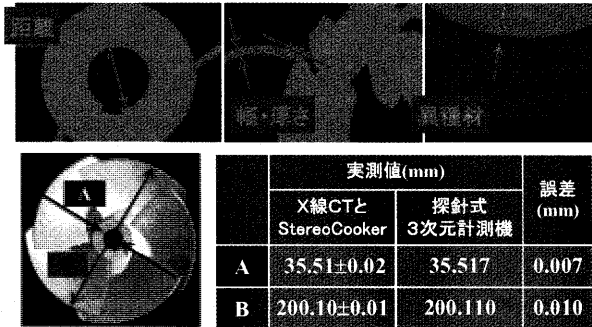 幅・厚さ
異種材
A
実測値(mm)
誤差
(mm)
X線CTと
StereoCooker
探針式
3次元計測機
A 35.51±0.02 35.517 0.007
B 200.10±0.01 200.110 0.010